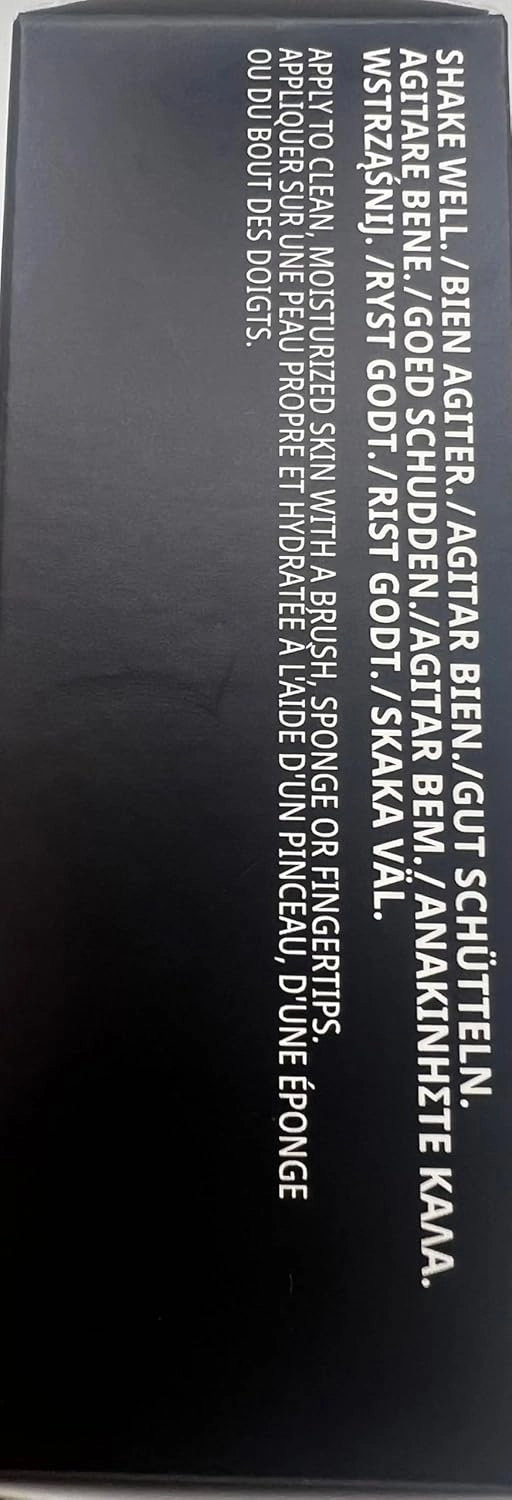 SHAKE WELL./BIEN AGITER./AGITAR BIEN./GUT SCHÜTTELN.
AGITARE BENE./GOED SCHUDDEN./AGITAR BEM./ΑΝΑΚΙΝΗΣΤΕ ΚΑΛΑ.
WSTRZĄŚNIJ./RYST GODT./RIST GODT./SKAKA VÄL.
APPLY TO CLEAN, MOISTURIZED SKIN WITH A BRUSH, SPONGE OR FINGERTIPS.
APPLIQUER SUR UNE PEAU PROPRE ET HYDRATÉE À L'AIDE D'UN PINCEAU, D'UNE ÉPONGE
OU DU BOUT DES DOIGTS.